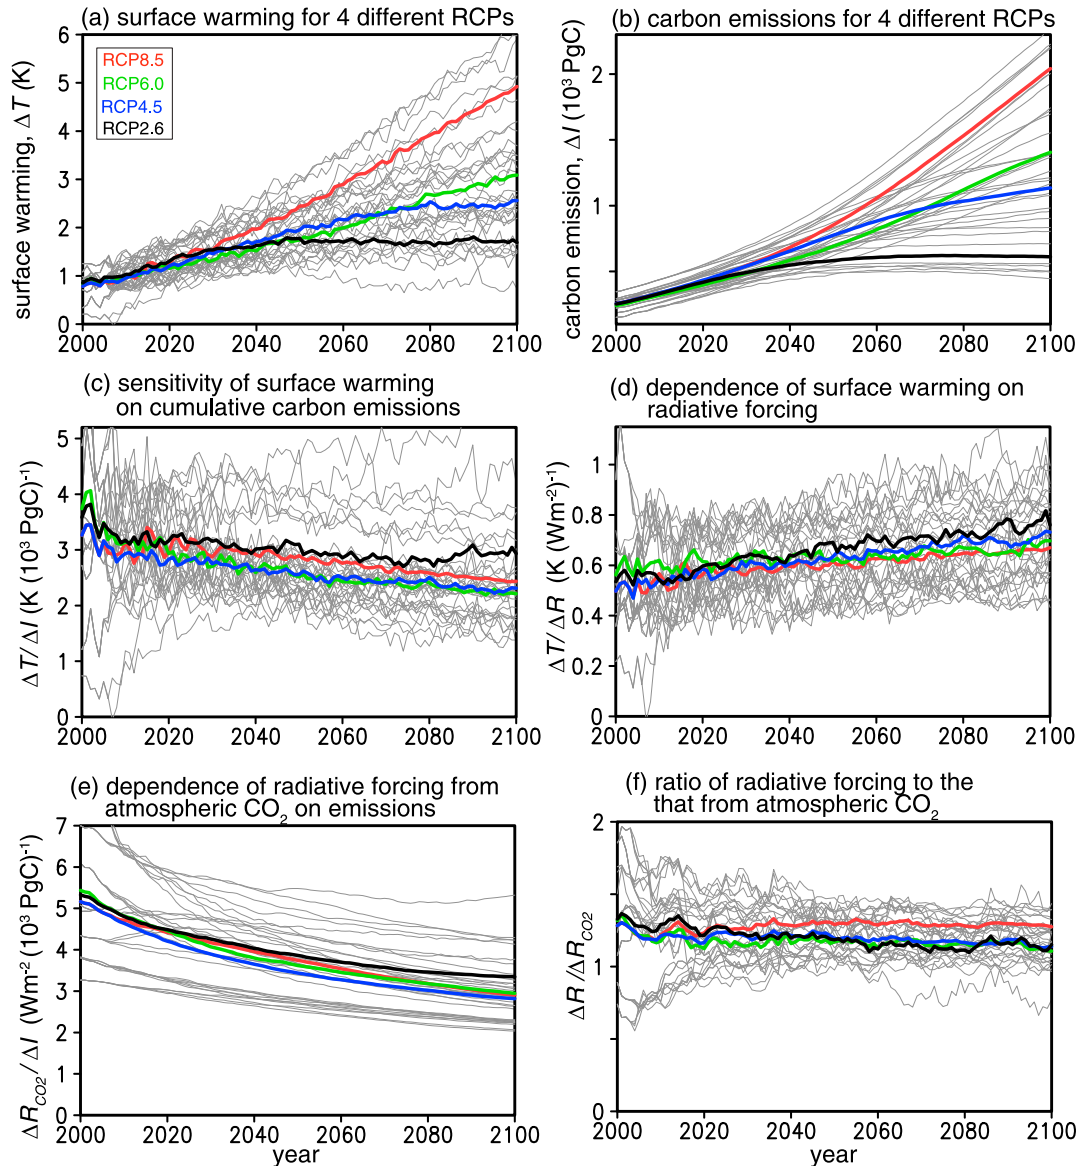 (a) surface warming for 4 different RCPs
surface warming, ΔT (K)
6
5
4
3
2
1
0
RCP8.5
RCP6.0
RCP4.5
RCP2.6
2000 2020 2040 2060 2080 2100
(b) carbon emissions for 4 different RCPs
carbon emission, ΔI (10³ PgC)
2
1
2000 2020 2040 2060 2080 2100
(c) sensitivity of surface warming
on cumulative carbon emissions
ΔT/ΔI (K (10³ PgC)⁻¹
5
4
3
2
1
0
2000 2020 2040 2060 2080 2100
(d) dependence of surface warming on
radiative forcing
ΔT/ΔR (K (Wm⁻²)⁻¹
1
0.8
0.6
0.4
0.2
0
2000 2020 2040 2060 2080 2100
(e) dependence of radiative forcing from
atmospheric CO₂ on emissions
ΔR_CO2/ΔI (Wm⁻² (10³ PgC)⁻¹
7
6
5
4
3
2
1
0
2000 2020 2040 2060 2080 2100
year
(f) ratio of radiative forcing to the
that from atmospheric CO₂
ΔR/ΔR_CO2
2
1
0
2000 2020 2040 2060 2080 2100
year